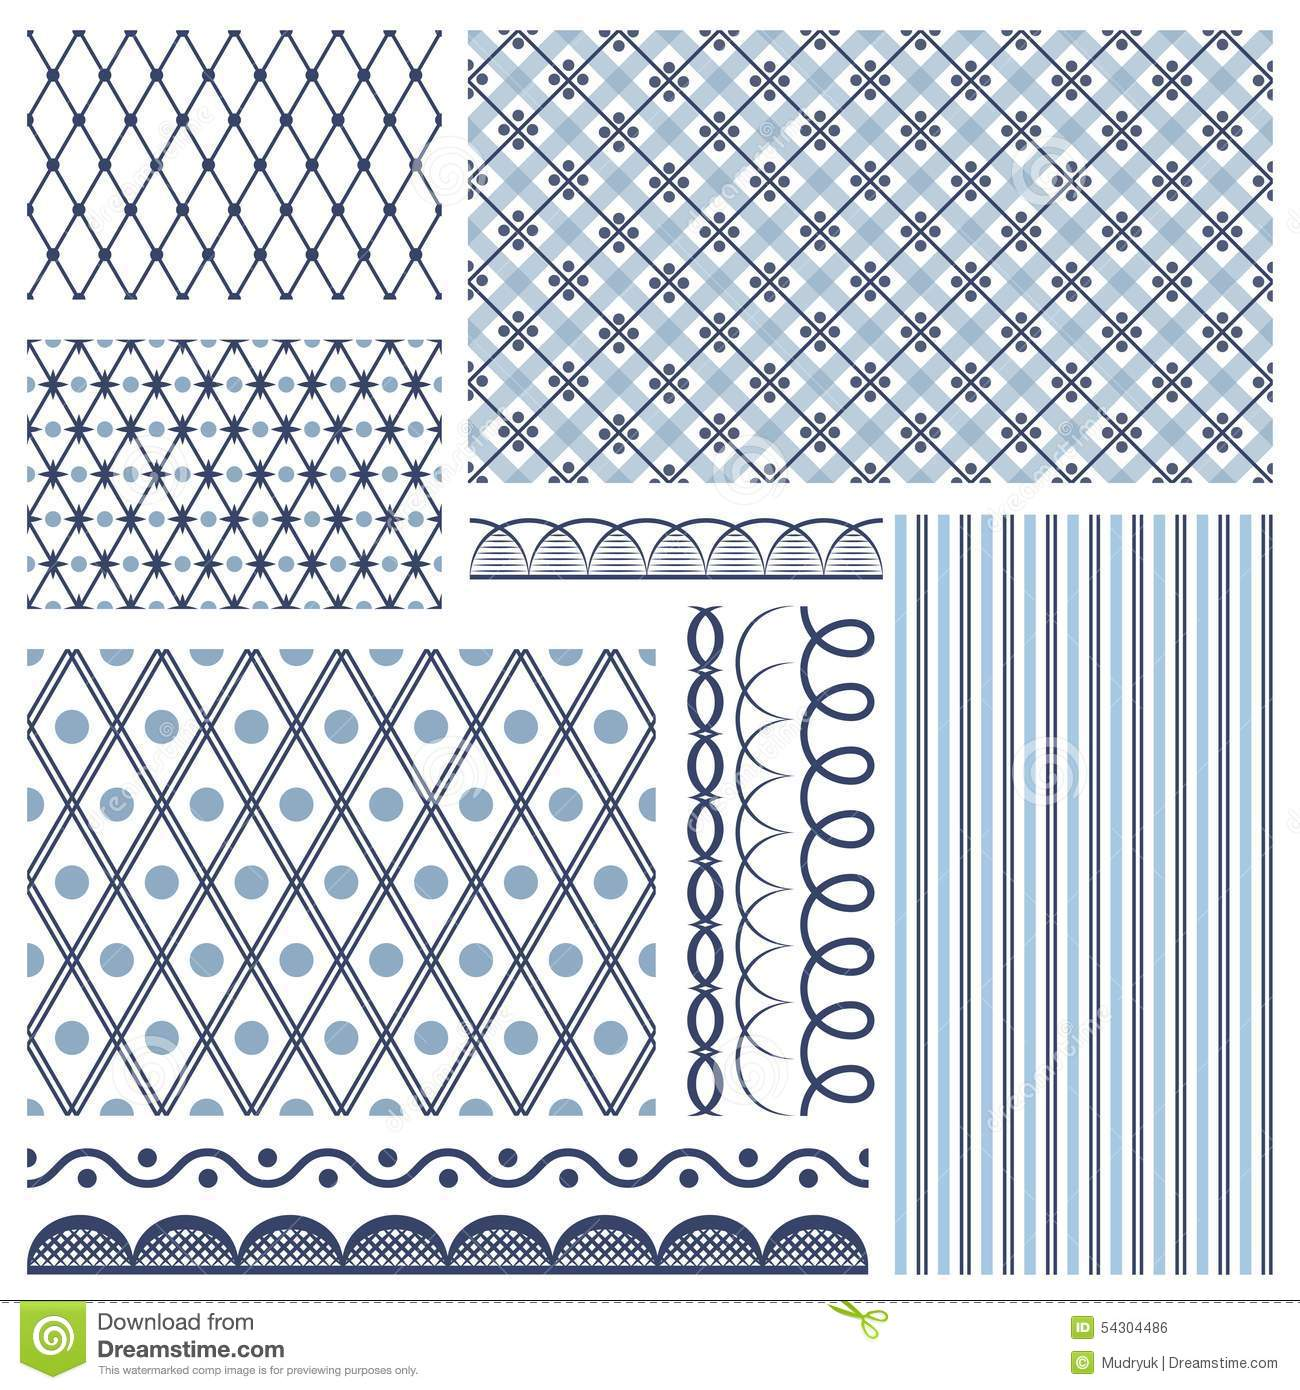 Download from
Dreamstime.com
This watermarked comp image is for previewing purposes only.
ID 54304486
© Mudryuk | Dreamstime.com